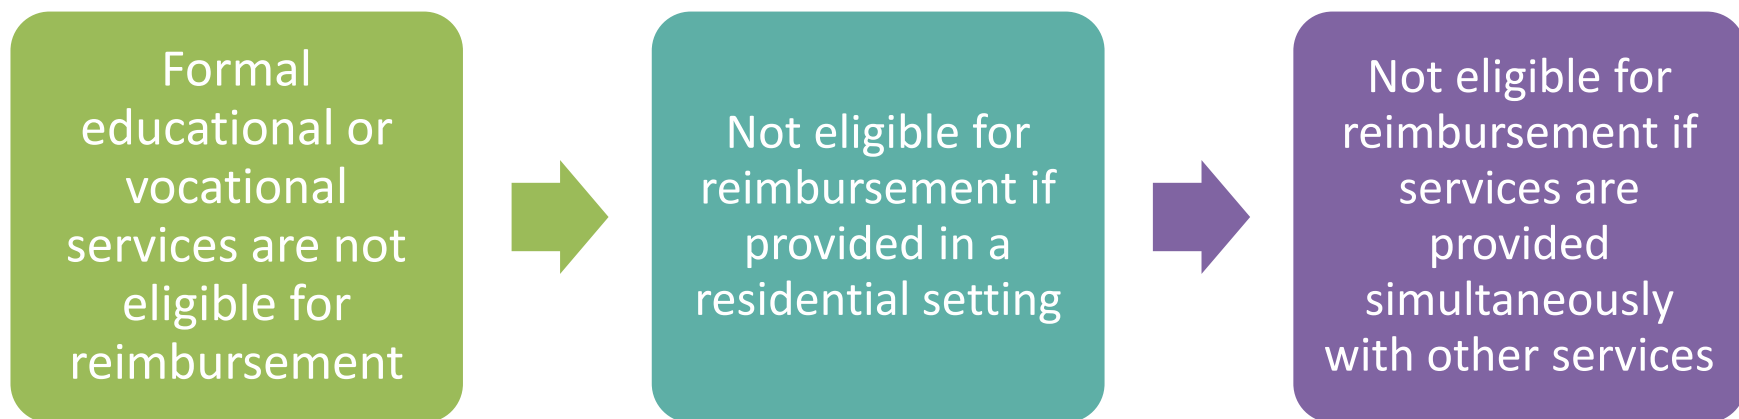 Formal
educational or
vocational
services are not
eligible for
reimbursement
Not eligible for
reimbursement if
provided in a
residential setting
Not eligible for
reimbursement if
services are
provided
simultaneously
with other services